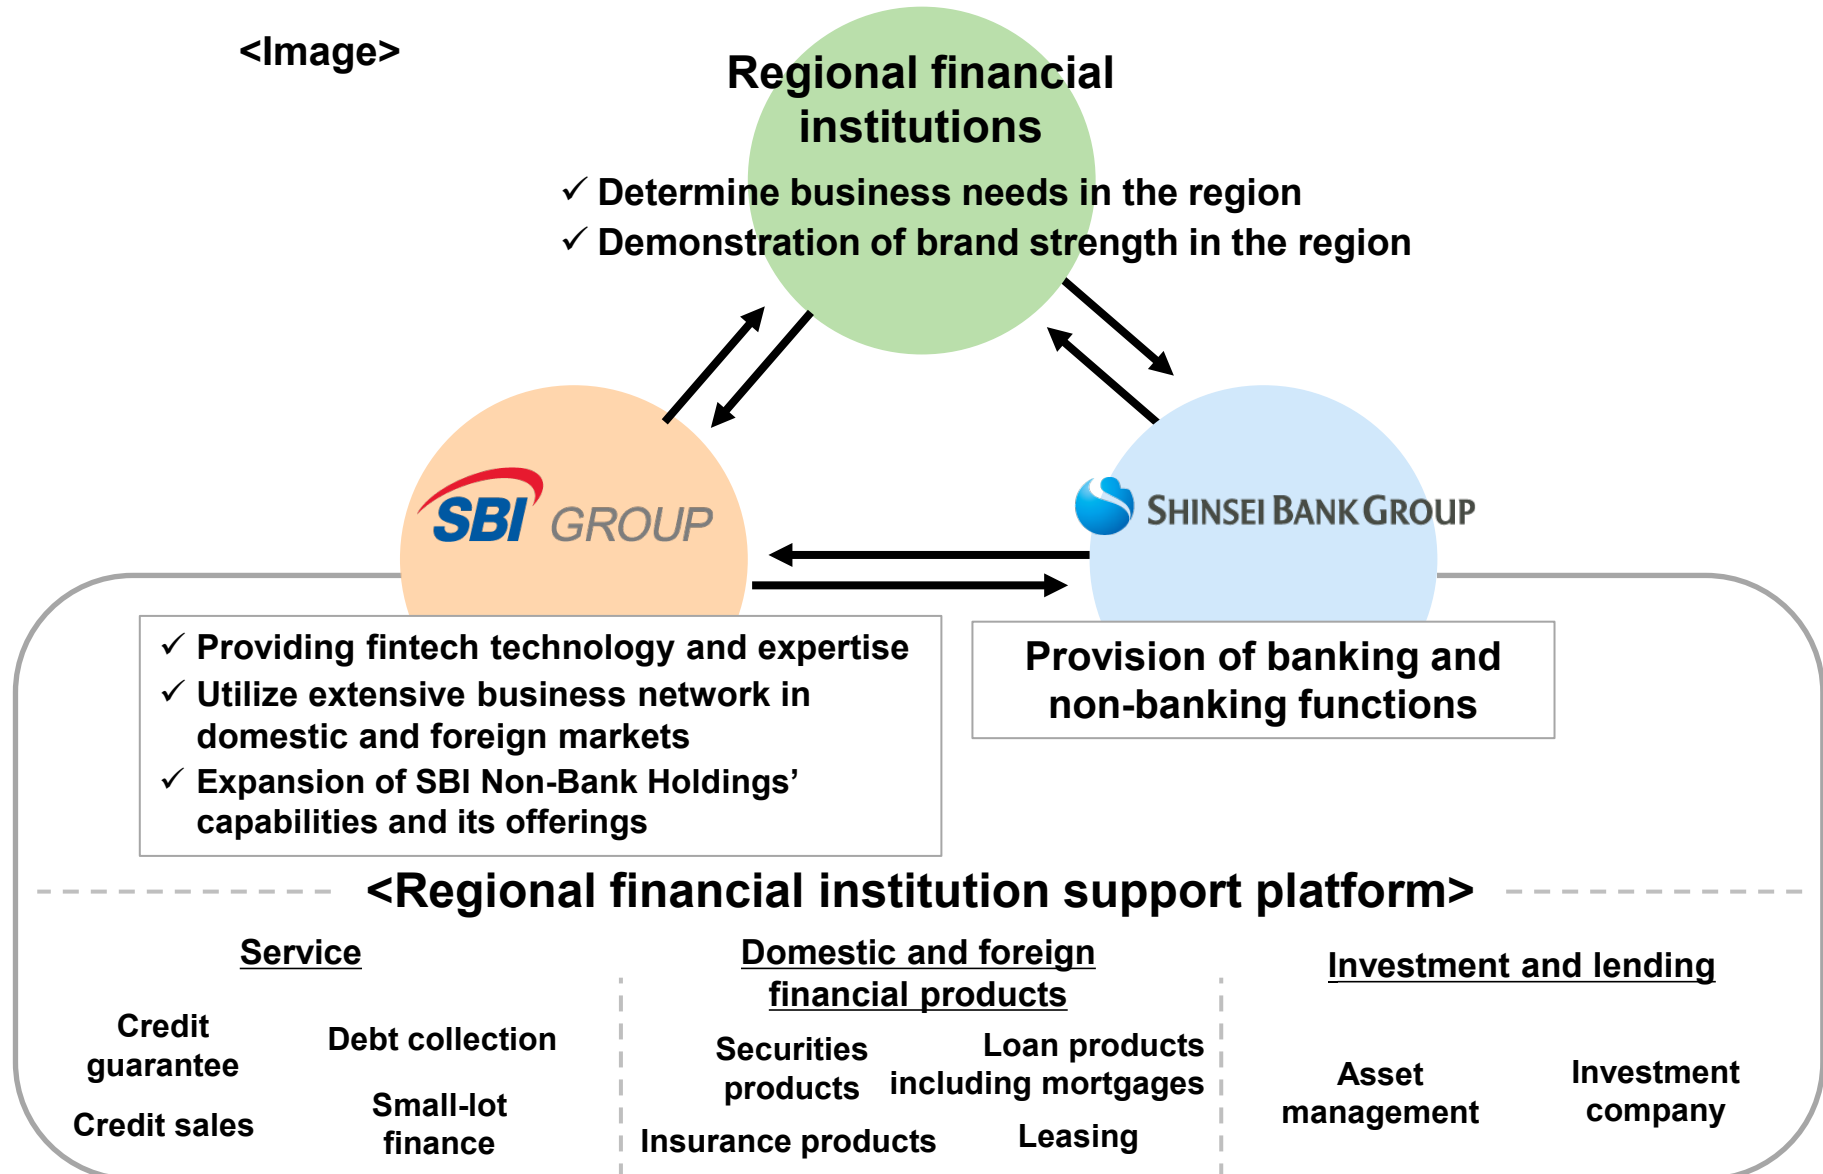 <Image>
Regional financial
institutions
✓ Determine business needs in the region
✓ Demonstration of brand strength in the region
SBI GROUP
SHINSEI BANK GROUP
✓ Providing fintech technology and expertise
✓ Utilize extensive business network in
domestic and foreign markets
✓ Expansion of SBI Non-Bank Holdings’
capabilities and its offerings
Provision of banking and
non-banking functions
<Regional financial institution support platform>
Service
Credit
guarantee
Debt collection
Credit sales
Small-lot
finance
Domestic and foreign
financial products
Securities
products
Loan products
including mortgages
Insurance products
Leasing
Investment and lending
Asset
management
Investment
company